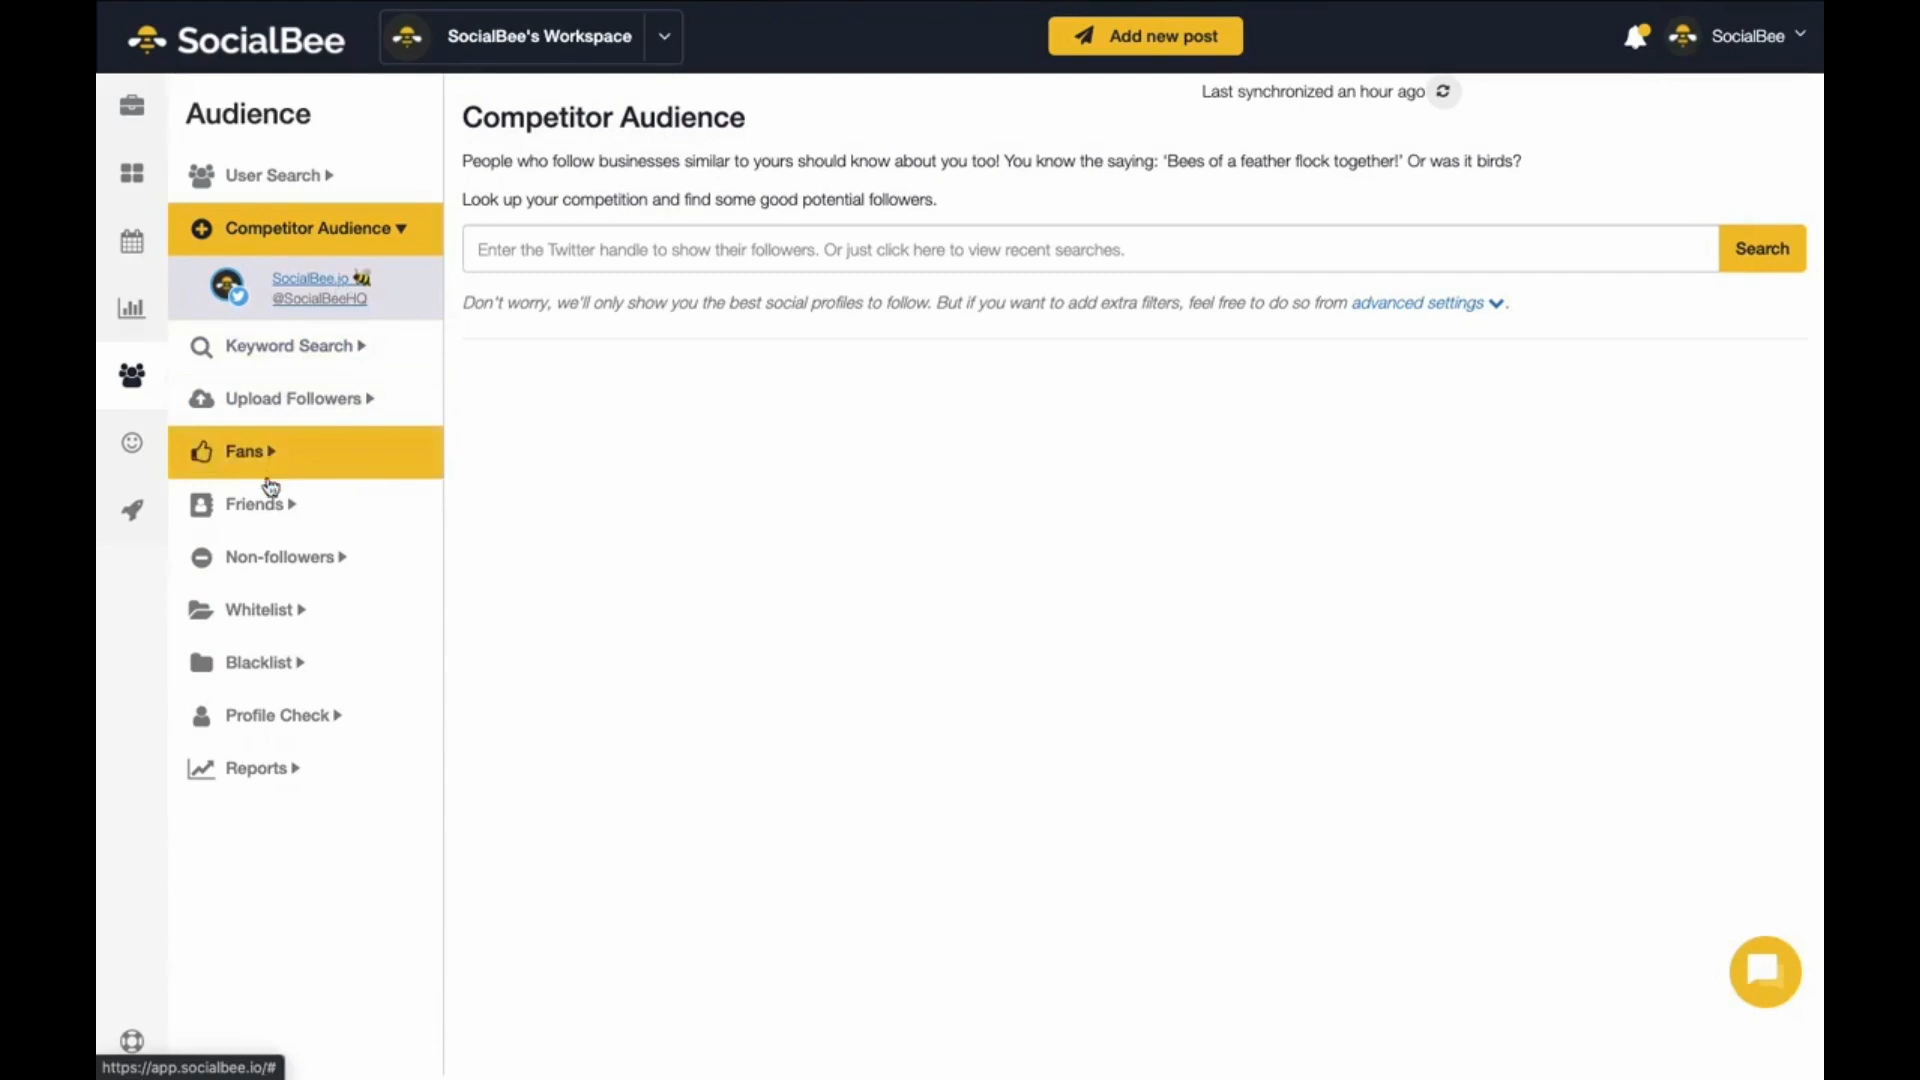 SocialBee
SocialBee's Workspace
Add new post
SocialBee
Audience
User Search
Competitor Audience
SocialBee.io
@SocialBeeHQ
Keyword Search
Upload Followers
Fans
Friends
Non-followers
Whitelist
Blacklist
Profile Check
Reports
Last synchronized an hour ago
Competitor Audience
People who follow businesses similar to yours should know about you too! You know the saying: 'Bees of a feather flock together!' Or was it birds?
Look up your competition and find some good potential followers.
Enter the Twitter handle to show their followers. Or just click here to view recent searches.
Search
Don't worry, we'll only show you the best social profiles to follow. But if you want to add extra filters, feel free to do so from advanced settings .
https://app.socialbee.io/#